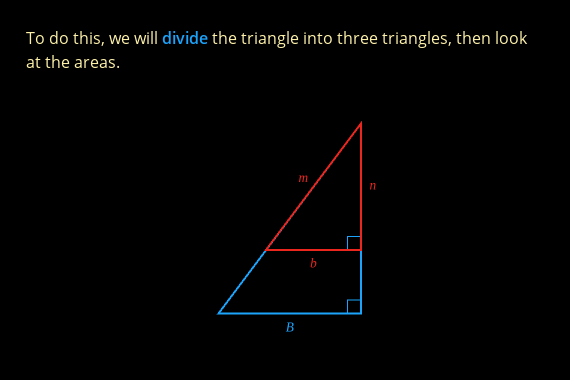 To do this, we will divide the triangle into three triangles, then look
at the areas.
m
n
b
B